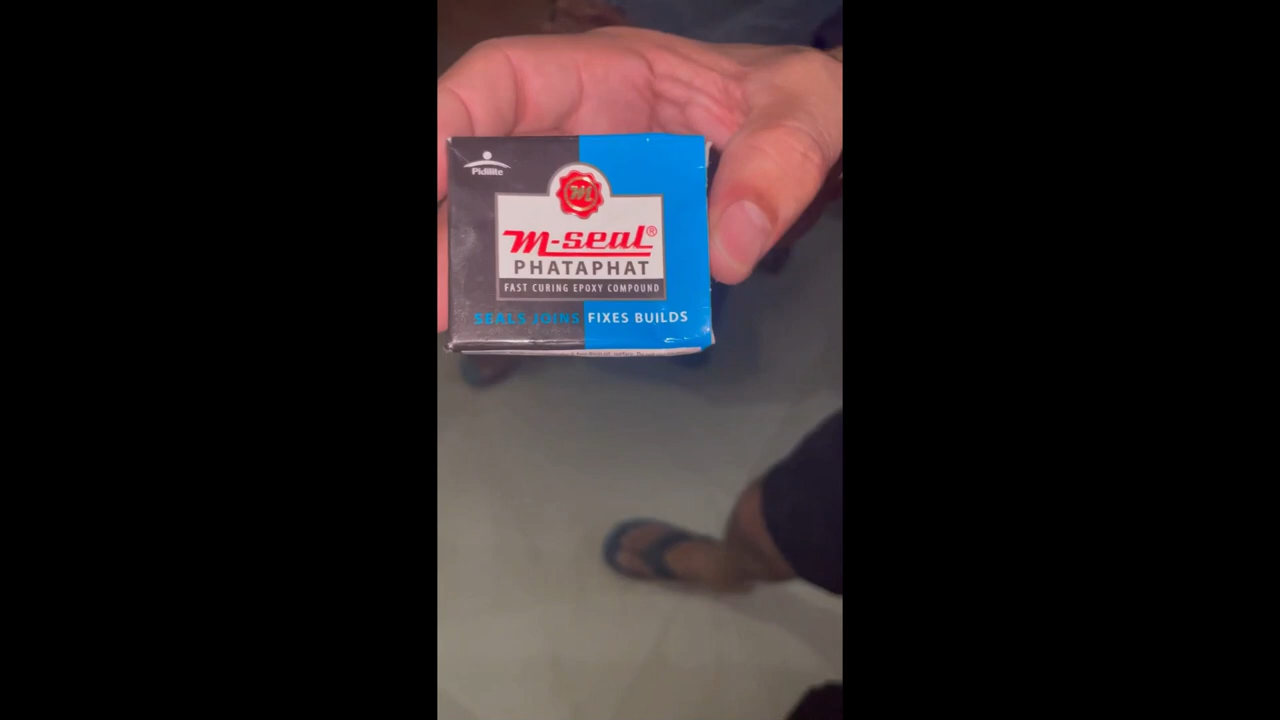 Pidilite
m
m-seal®
PHATAPHAT
FAST CURING EPOXY COMPOUND
SEALS JOINS FIXES BUILDS